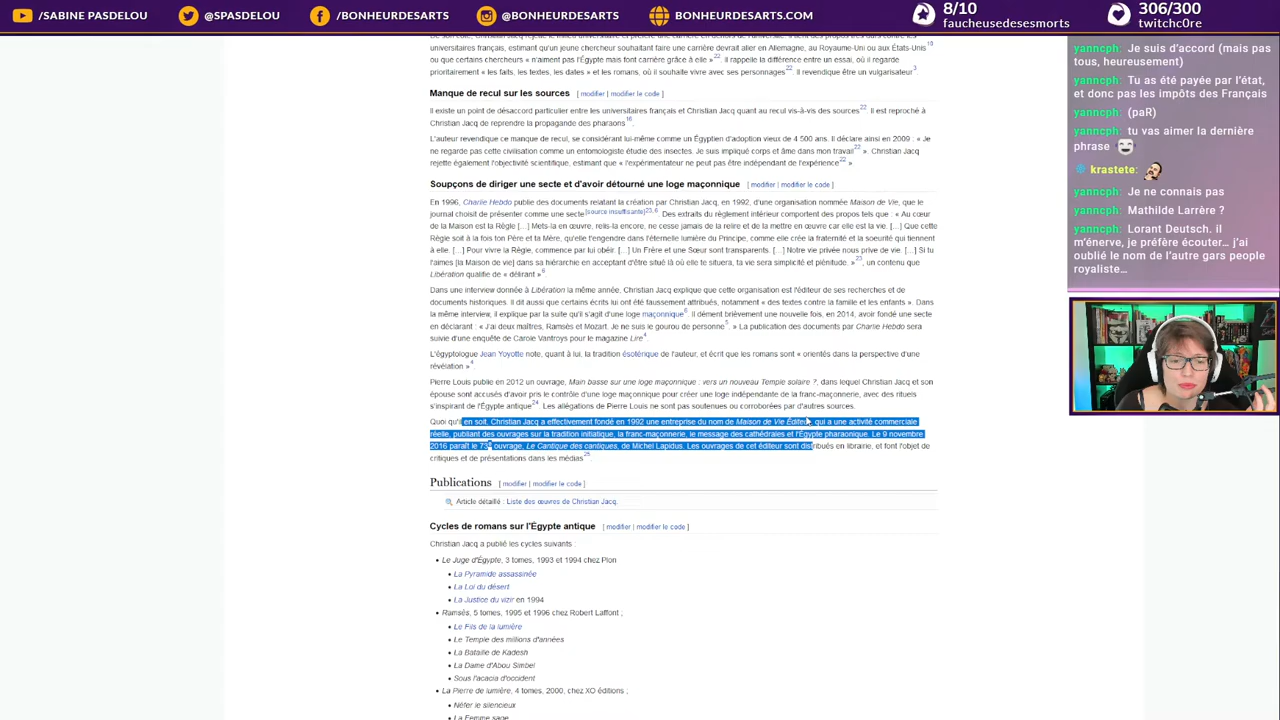 /SABINE PASDELOU
@SPASDELOU
/BONHEURDESARTS
@BONHEURDESARTS
BONHEURDESARTS.COM
8/10
faucheusedesesmorts
306/300
twitchc0re
universitaires français, estimant qu'un jeune chercheur souhaitant faire une carrière devrait aller en Allemagne, au Royaume-Uni ou aux États-Unis
ou que certains chercheurs « n'aiment pas l'Égypte mais font carrière grâce à elle »22. Il rappelle la différence entre un essai, où il regarde
prioritairement « les faits, les textes, les dates » et les romans, où il souhaite vivre avec ses personnages22. Il revendique être un vulgarisateur3.
Manque de recul sur les sources [ modifier | modifier le code ]
Il existe un point de désaccord particulier entre les universitaires français et Christian Jacq quant au recul vis-à-vis des sources22. Il est reproché à
Christian Jacq de reprendre la propagande des pharaons16.
L'auteur revendique ce manque de recul, se considérant lui-même comme un Égyptien d'adoption vieux de 4 500 ans. Il déclare ainsi en 2009 : « Je
ne regarde pas cette civilisation comme un entomologiste étudie des insectes. Je suis impliqué corps et âme dans mon travail22 ». Christian Jacq
rejette également l'objectivité scientifique, estimant que « l'expérimentateur ne peut pas être indépendant de l'expérience22 »
Soupçons de diriger une secte et d'avoir détourné une loge maçonnique [ modifier | modifier le code ]
En 1996, Charlie Hebdo publie des documents relatant la création par Christian Jacq, en 1992, d'une organisation nommée Maison de Vie, que le
journal choisit de présenter comme une secte[source insuffisante]23, 6. Des extraits du règlement intérieur comportent des propos tels que : « Au cœur
de la Maison est la Règle [...] Mets-la en œuvre, relis-la encore, ne cesse jamais de la relire et de la mettre en œuvre car elle est la vie. [...] Que cette
Règle soit à la fois ton Père et ta Mère, qu'elle t'engendre dans l'éternelle lumière du Principe, comme elle crée la fraternité et la soeurité qui tiennent
à elle. [...] Pour vivre la Règle, commence par lui obéir. [...] Un Frère et une Sœur sont transparents. [...] Notre vie privée nous prive de vie. [...] Si tu
l'aimes [la Maison de vie] dans sa hiérarchie en acceptant d'être situé là où elle te situera, ta vie sera simplicité et plénitude. »23, un contenu que
Libération qualifie de « délirant »6.
Dans une interview donnée à Libération la même année, Christian Jacq explique que cette organisation est l'éditeur de ses recherches et de
documents historiques. Il dit aussi que certains écrits lui ont été faussement attribués, notamment « des textes contre la famille et les enfants ». Dans
la même interview, il explique par la suite qu'il s'agit d'une loge maçonnique6. Il dément brièvement une nouvelle fois, en 2014, avoir fondé une secte
en déclarant : « J'ai deux maîtres, Ramsès et Mozart. Je ne suis le gourou de personne5. » La publication des documents par Charlie Hebdo sera
suivie d'une enquête de Carole Vantroys pour le magazine Lire4.
L'égyptologue Jean Yoyotte note, quant à lui, la tradition ésotérique de l'auteur, et écrit que les romans sont « orientés dans la perspective d'une
révélation »4.
Pierre Louis publie en 2012 un ouvrage, Main basse sur une loge maçonnique : vers un nouveau Temple solaire ?, dans lequel Christian Jacq et son
épouse sont accusés d'avoir pris le contrôle d'une loge maçonnique pour créer une loge indépendante de la franc-maçonnerie, avec des rituels
s'inspirant de l'Égypte antique24. Les allégations de Pierre Louis ne sont pas soutenues ou corroborées par d'autres sources.
Quoi qu'il en soit, Christian Jacq a effectivement fondé en 1992 une entreprise du nom de Maison de Vie Éditeur, qui a une activité commerciale
réelle, publiant des ouvrages sur la tradition initiatique, la franc-maçonnerie, le message des cathédrales et l'Égypte pharaonique. Le 9 novembre
2016 paraît le 73e ouvrage, Le Cantique des cantiques, de Michel Lapidus. Les ouvrages de cet éditeur sont distribués en librairie, et font l'objet de
critiques et de présentations dans les médias25.
Publications [ modifier | modifier le code ]
Article détaillé : Liste des œuvres de Christian Jacq.
Cycles de romans sur l'Égypte antique [ modifier | modifier le code ]
Christian Jacq a publié les cycles suivants :
• Le Juge d'Égypte, 3 tomes, 1993 et 1994 chez Plon
• La Pyramide assassinée
• La Loi du désert
• La Justice du vizir en 1994
• Ramsès, 5 tomes, 1995 et 1996 chez Robert Laffont ;
• Le Fils de la lumière
• Le Temple des millions d'années
• La Bataille de Kadesh
• La Dame d'Abou Simbel
• Sous l'acacia d'occident
• La Pierre de lumière, 4 tomes, 2000, chez XO éditions ;
• Néfer le silencieux
• La Femme sage
yanncph: Je suis d'accord (mais pas
tous, heureusement)
yanncph: Tu as été payée par l'état,
et donc pas les impôts des Français
yanncph: (paR)
yanncph: tu vas aimer la dernière
phrase
krastete:
yanncph: Je ne connais pas
yanncph: Mathilde Larrère ?
yanncph: Lorant Deutsch. il
m'énerve, je préfère écouter... j'ai
oublié le nom de l'autre gars people
royaliste...